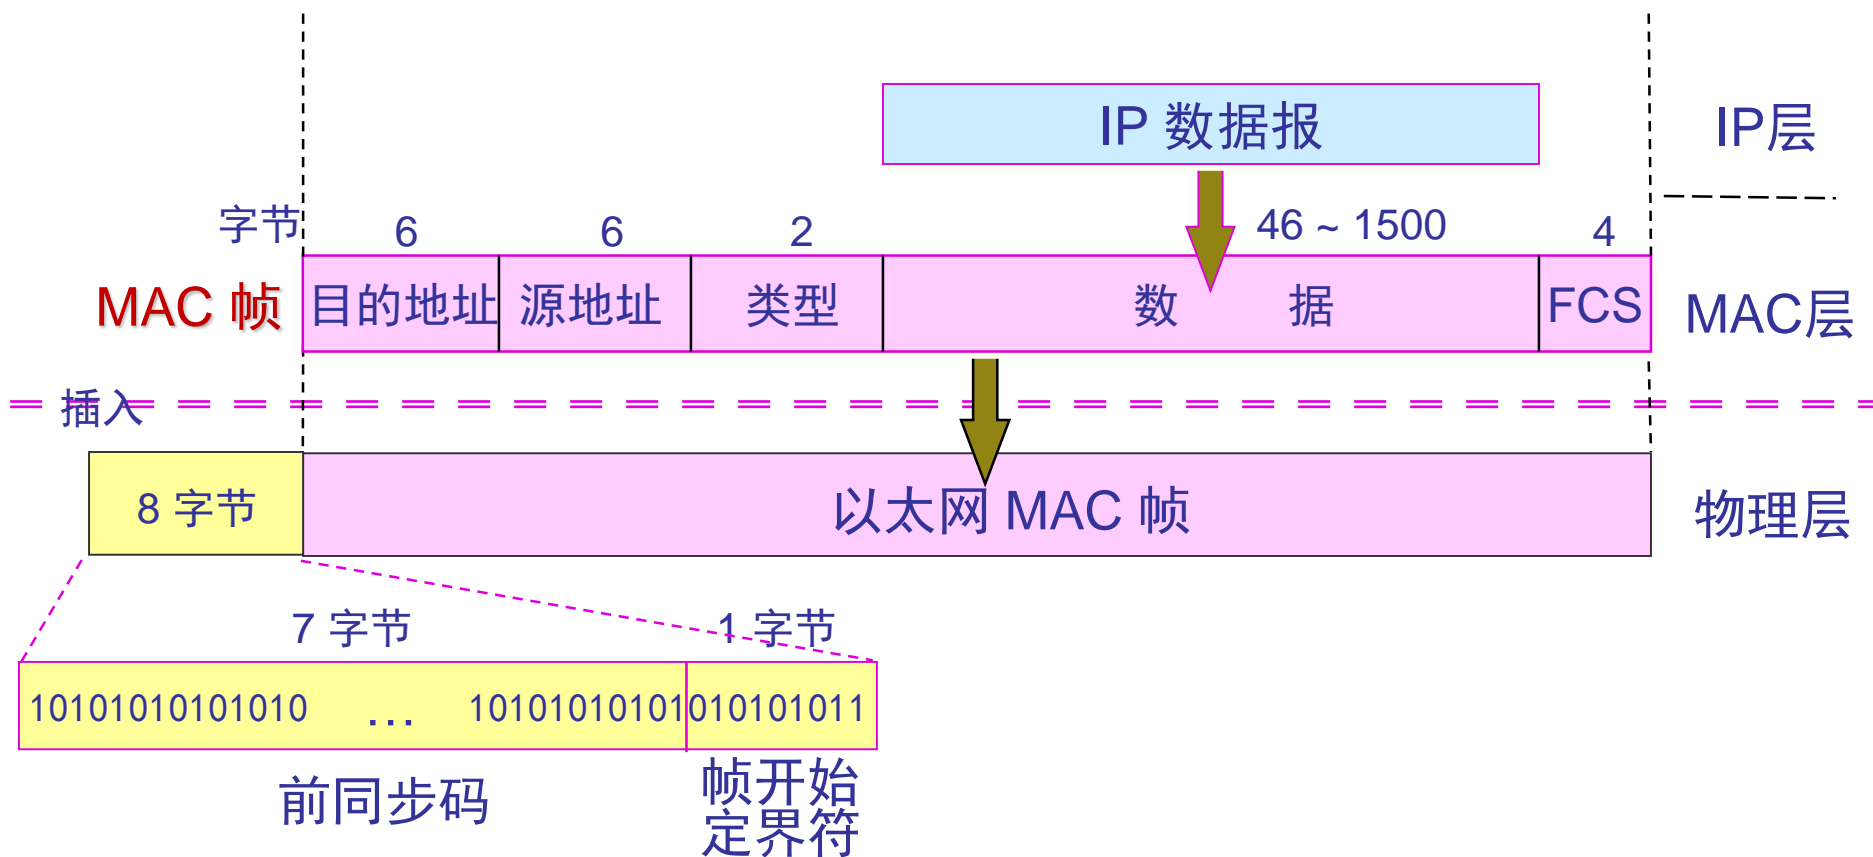 IP 数据报
IP层
字节 6 6 2 46 ~ 1500 4
MAC 帧 目的地址 源地址 类型 数 据 FCS MAC层
插入
8 字节 以太网 MAC 帧 物理层
7 字节 1 字节
10101010101010 … 10101010101010101011
前同步码 帧开始
定界符